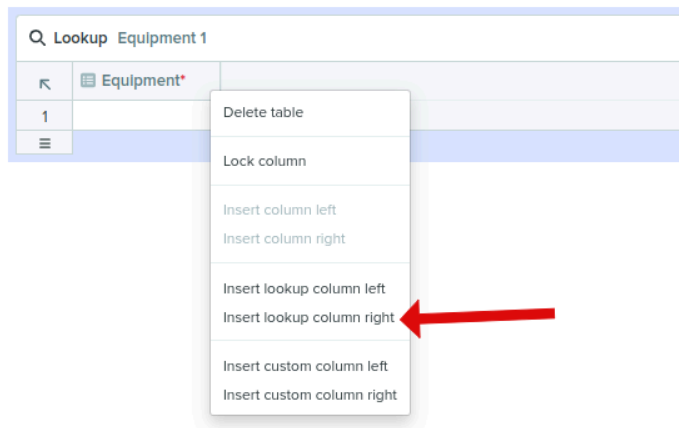 Lookup Equipment 1
Equipment*
1
Delete table
Lock column
Insert column left
Insert column right
Insert lookup column left
Insert lookup column right
Insert custom column left
Insert custom column right